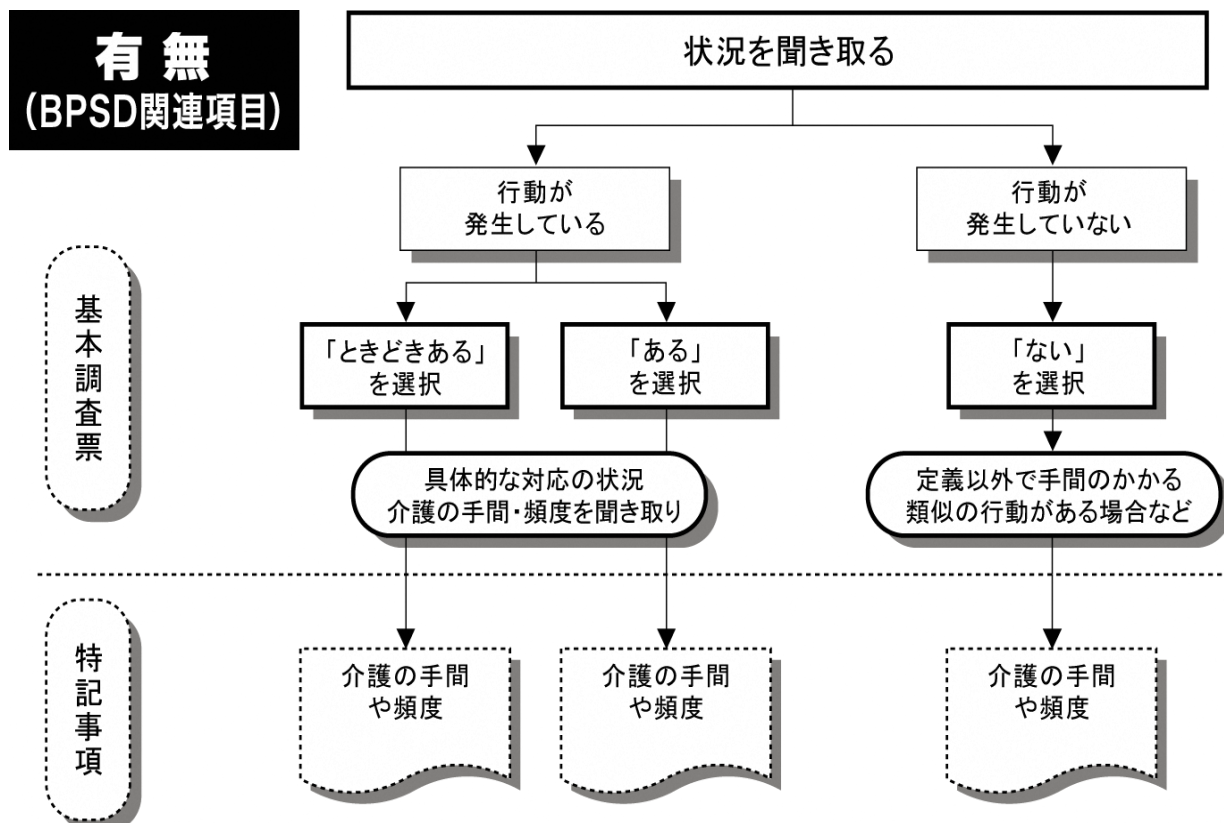 有無
(BPSD関連項目)
状況を聞き取る
行動が
発生している
行動が
発生していない
基本調査票
「ときどきある」
を選択
「ある」
を選択
「ない」
を選択
具体的な対応の状況
介護の手間・頻度を聞き取り
定義以外で手間のかかる
類似の行動がある場合など
特記事項
介護の手間
や頻度
介護の手間
や頻度
介護の手間
や頻度